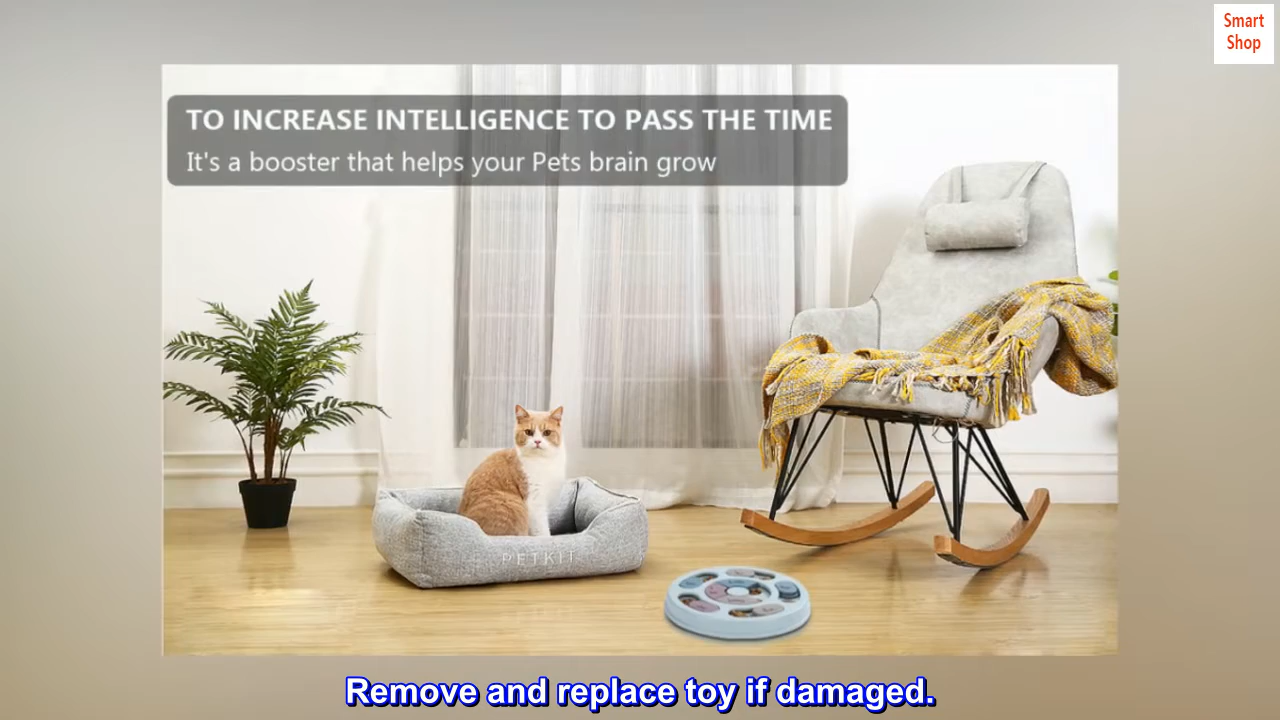 Smart
Shop
TO INCREASE INTELLIGENCE TO PASS THE TIME
It's a booster that helps your Pets brain grow
PETKIT
Remove and replace toy if damaged.